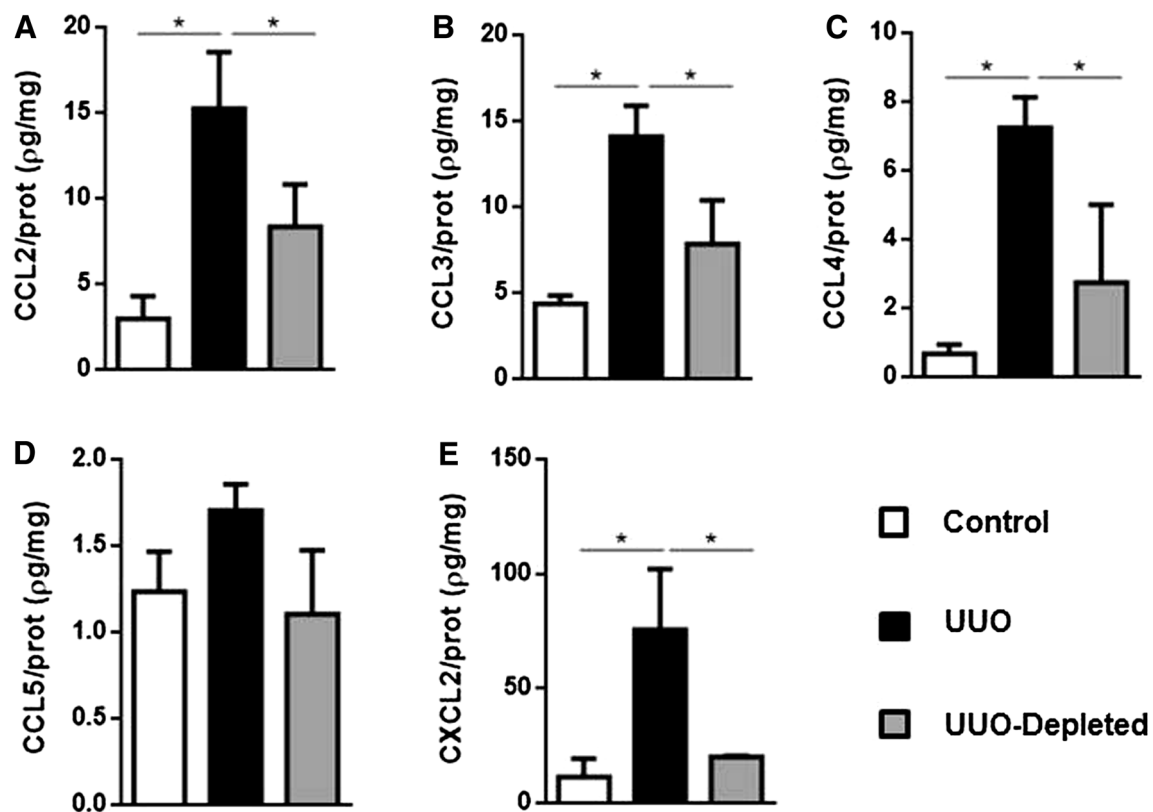 A
CCL2/prot (ρg/mg)
20
15
10
5
0
* *
B
CCL3/prot (ρg/mg)
20
15
10
5
0
* *
C
CCL4/prot (ρg/mg)
10
8
6
4
2
0
* *
D
CCL5/prot (ρg/mg)
2.0
1.5
1.0
0.5
0.0
E
CXCL2/prot (ρg/mg)
150
100
50
0
* *
Control
UUO
UUO-Depleted